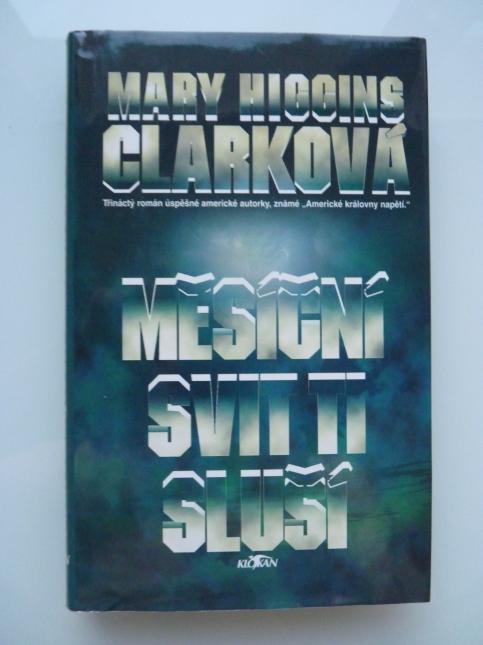 MARY HIGGINS
CLARKOVÁ
Třináctý román úspěšné americké autorky, známé „Americké královny napětí.“
MĚSÍČNÍ
SVIT TI
SLUŠÍ
KLOKAN